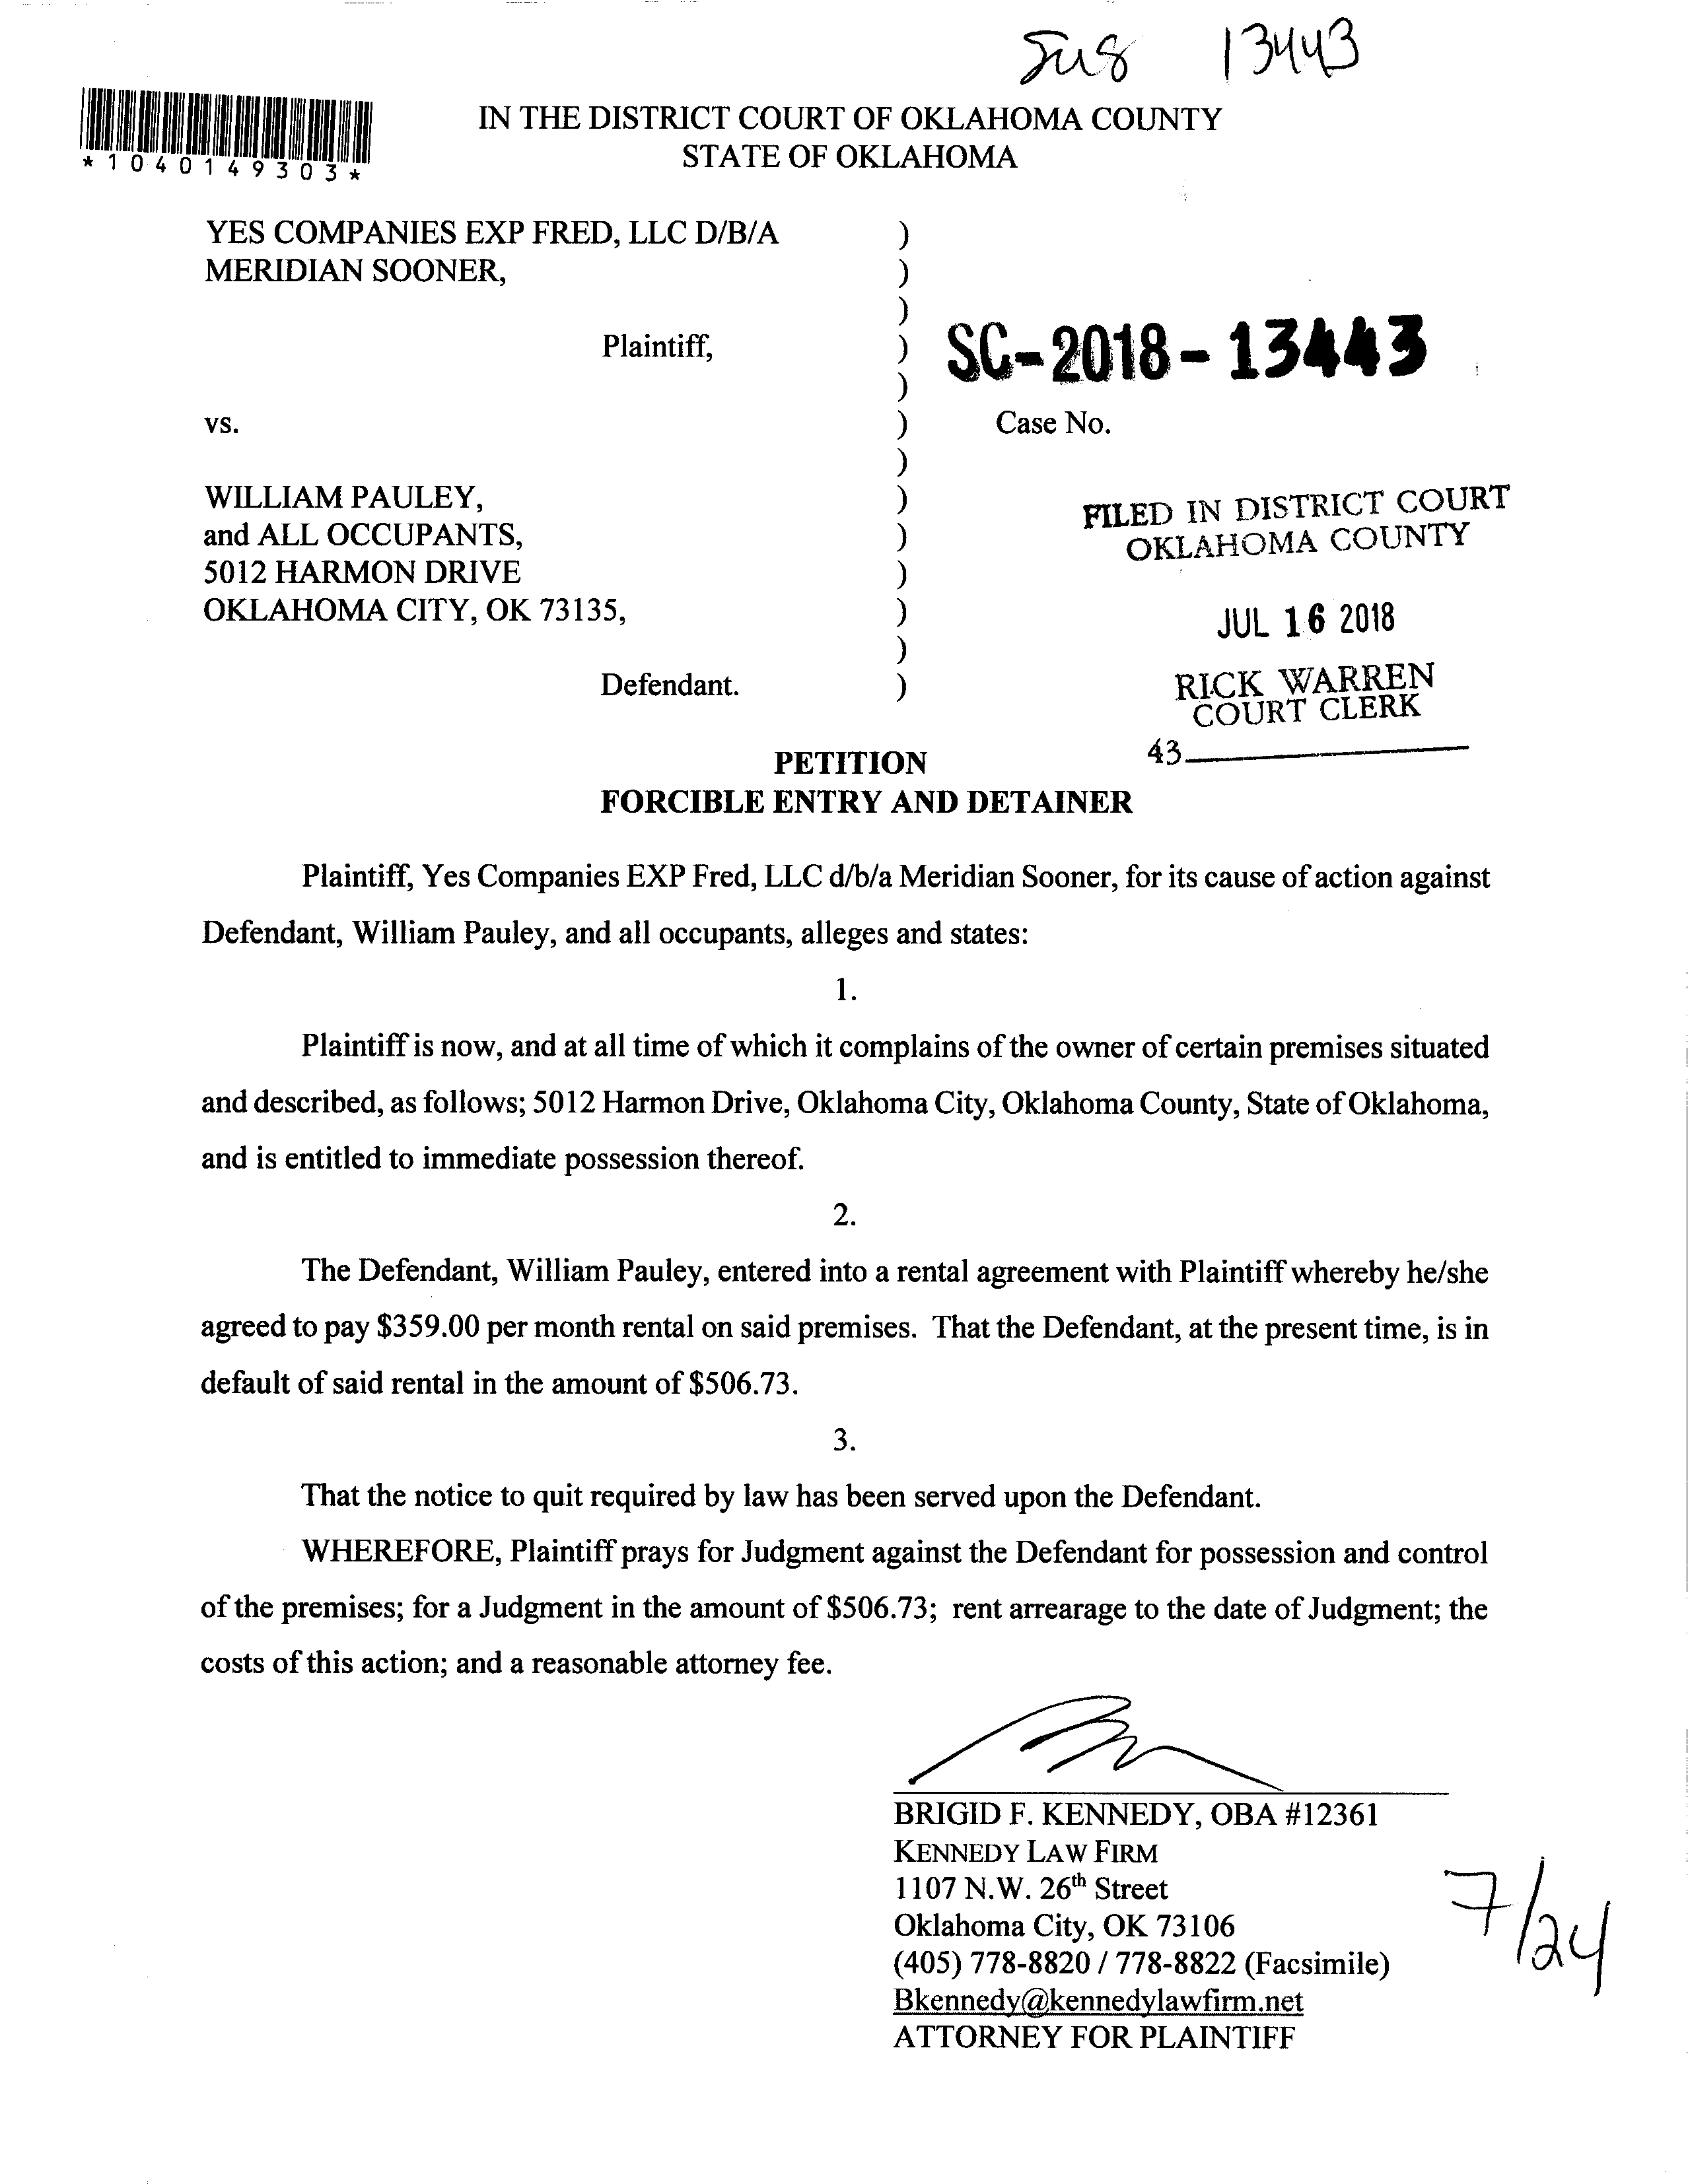 13443
*1040149303*
IN THE DISTRICT COURT OF OKLAHOMA COUNTY
STATE OF OKLAHOMA
YES COMPANIES EXP FRED, LLC D/B/A )
MERIDIAN SOONER, )
)
Plaintiff, ) SC-2018-13443
)
vs. ) Case No.
)
WILLIAM PAULEY, ) FILED IN DISTRICT COURT
and ALL OCCUPANTS, ) OKLAHOMA COUNTY
5012 HARMON DRIVE )
OKLAHOMA CITY, OK 73135, ) JUL 16 2018
)
Defendant. ) RICK WARREN
COURT CLERK
43
PETITION
FORCIBLE ENTRY AND DETAINER
Plaintiff, Yes Companies EXP Fred, LLC d/b/a Meridian Sooner, for its cause of action against
Defendant, William Pauley, and all occupants, alleges and states:
1.
Plaintiff is now, and at all time of which it complains of the owner of certain premises situated
and described, as follows; 5012 Harmon Drive, Oklahoma City, Oklahoma County, State of Oklahoma,
and is entitled to immediate possession thereof.
2.
The Defendant, William Pauley, entered into a rental agreement with Plaintiff whereby he/she
agreed to pay $359.00 per month rental on said premises. That the Defendant, at the present time, is in
default of said rental in the amount of $506.73.
3.
That the notice to quit required by law has been served upon the Defendant.
WHEREFORE, Plaintiff prays for Judgment against the Defendant for possession and control
of the premises; for a Judgment in the amount of $506.73; rent arrearage to the date of Judgment; the
costs of this action; and a reasonable attorney fee.
BRIGID F. KENNEDY, OBA #12361
KENNEDY LAW FIRM
1107 N.W. 26th Street
Oklahoma City, OK 73106
(405) 778-8820 / 778-8822 (Facsimile)
Bkennedy@kennedylawfirm.net
ATTORNEY FOR PLAINTIFF
7/24